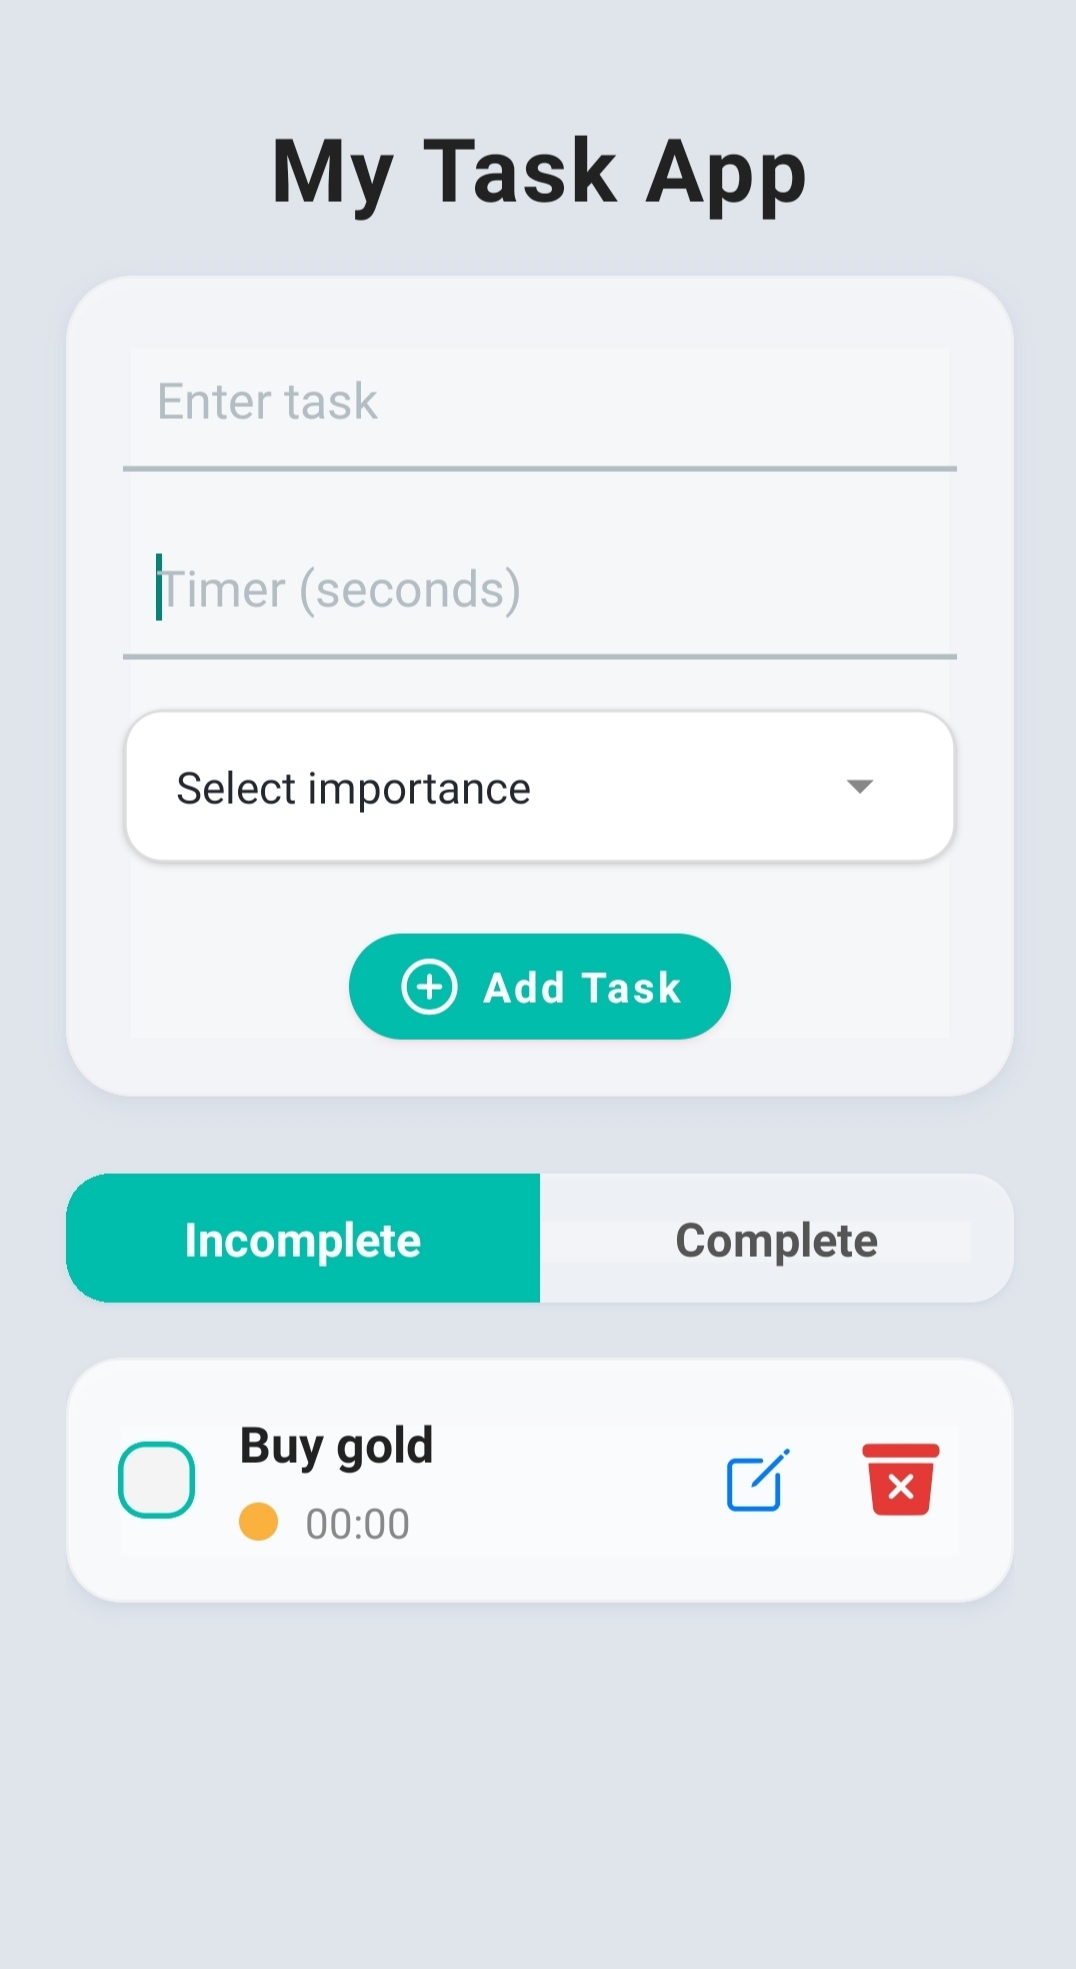 My Task App
Enter task
Timer (seconds)
Select importance
Add Task
Incomplete
Complete
Buy gold
00:00